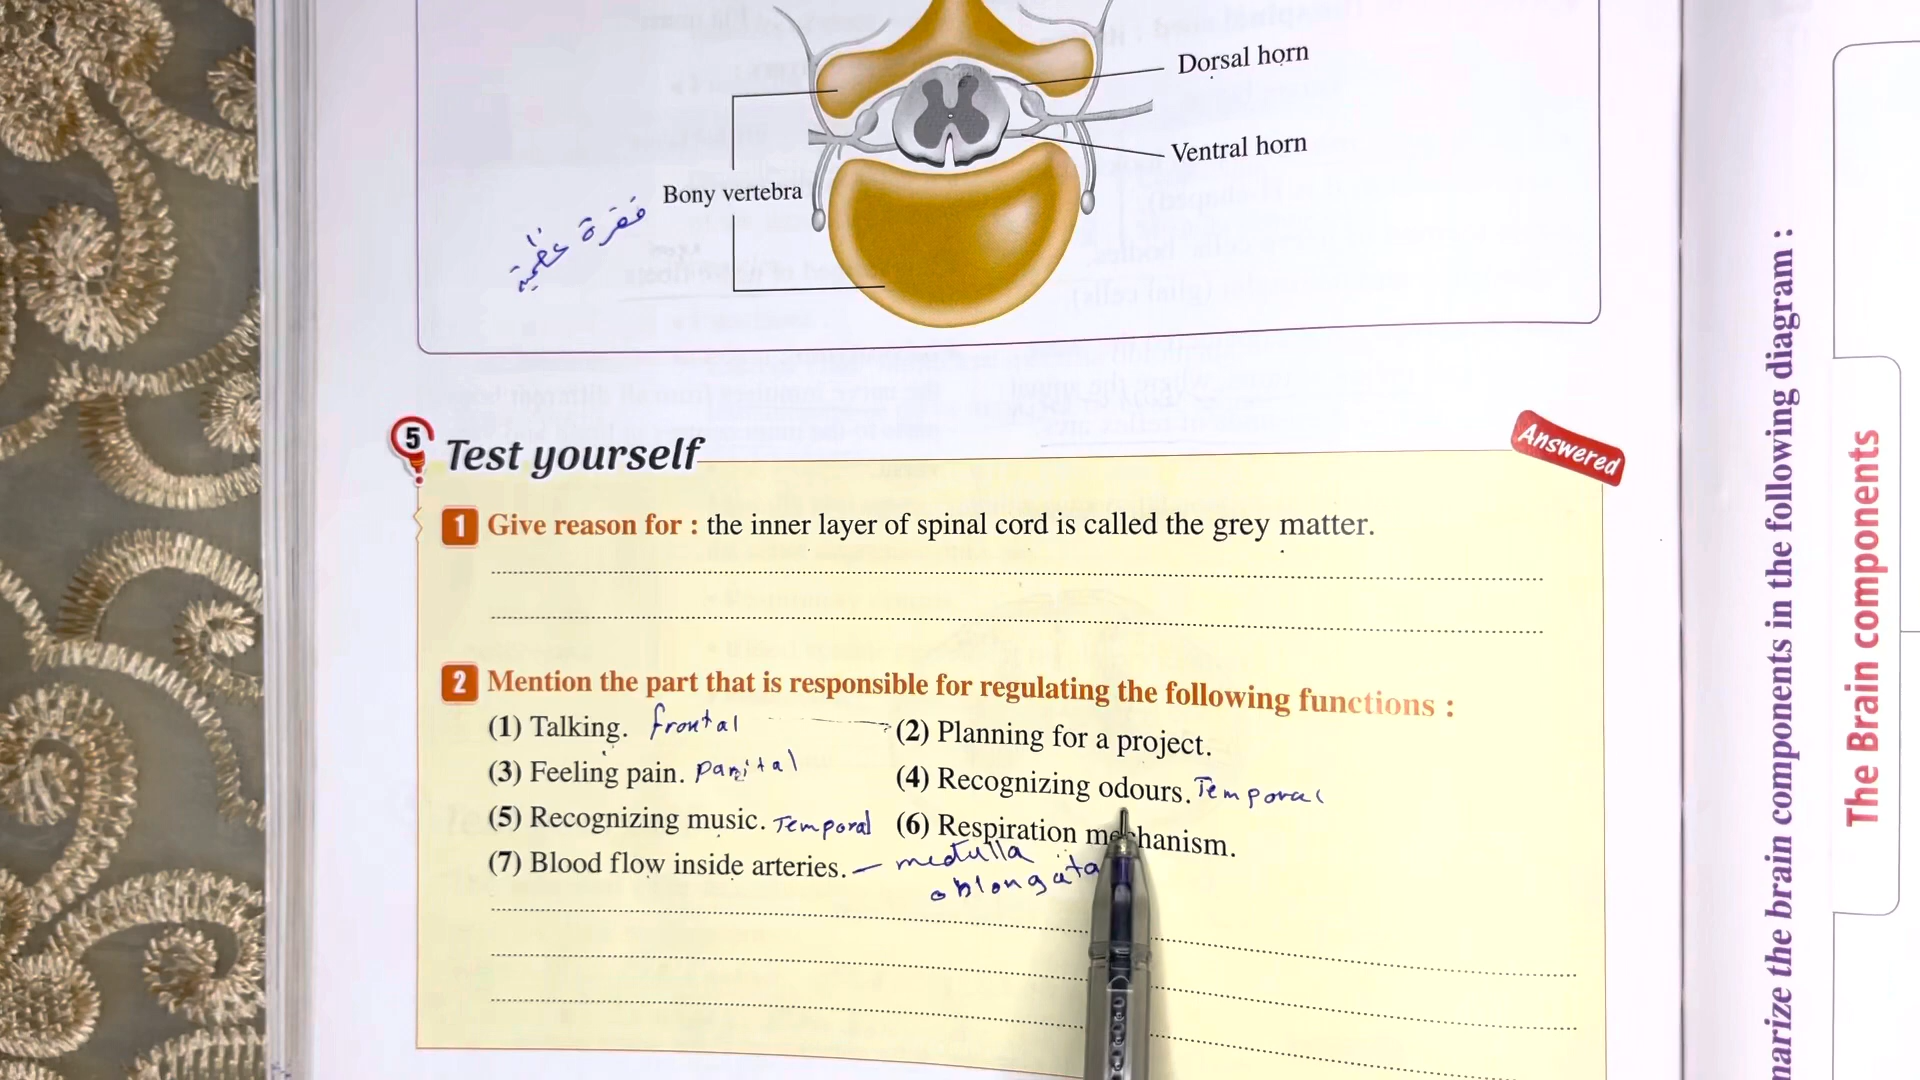 Dorsal horn
Ventral horn
Bony vertebra
فقرة عظمية
5 Test yourself
Answered
1 Give reason for : the inner layer of spinal cord is called the grey matter.
2 Mention the part that is responsible for regulating the following functions :
(1) Talking. frontal
(2) Planning for a project.
(3) Feeling pain. parital
(4) Recognizing odours. Temporal
(5) Recognizing music. Temporal
(6) Respiration mechanism.
(7) Blood flow inside arteries. – medulla
oblongata
marize the brain components in the following diagram :
The Brain components